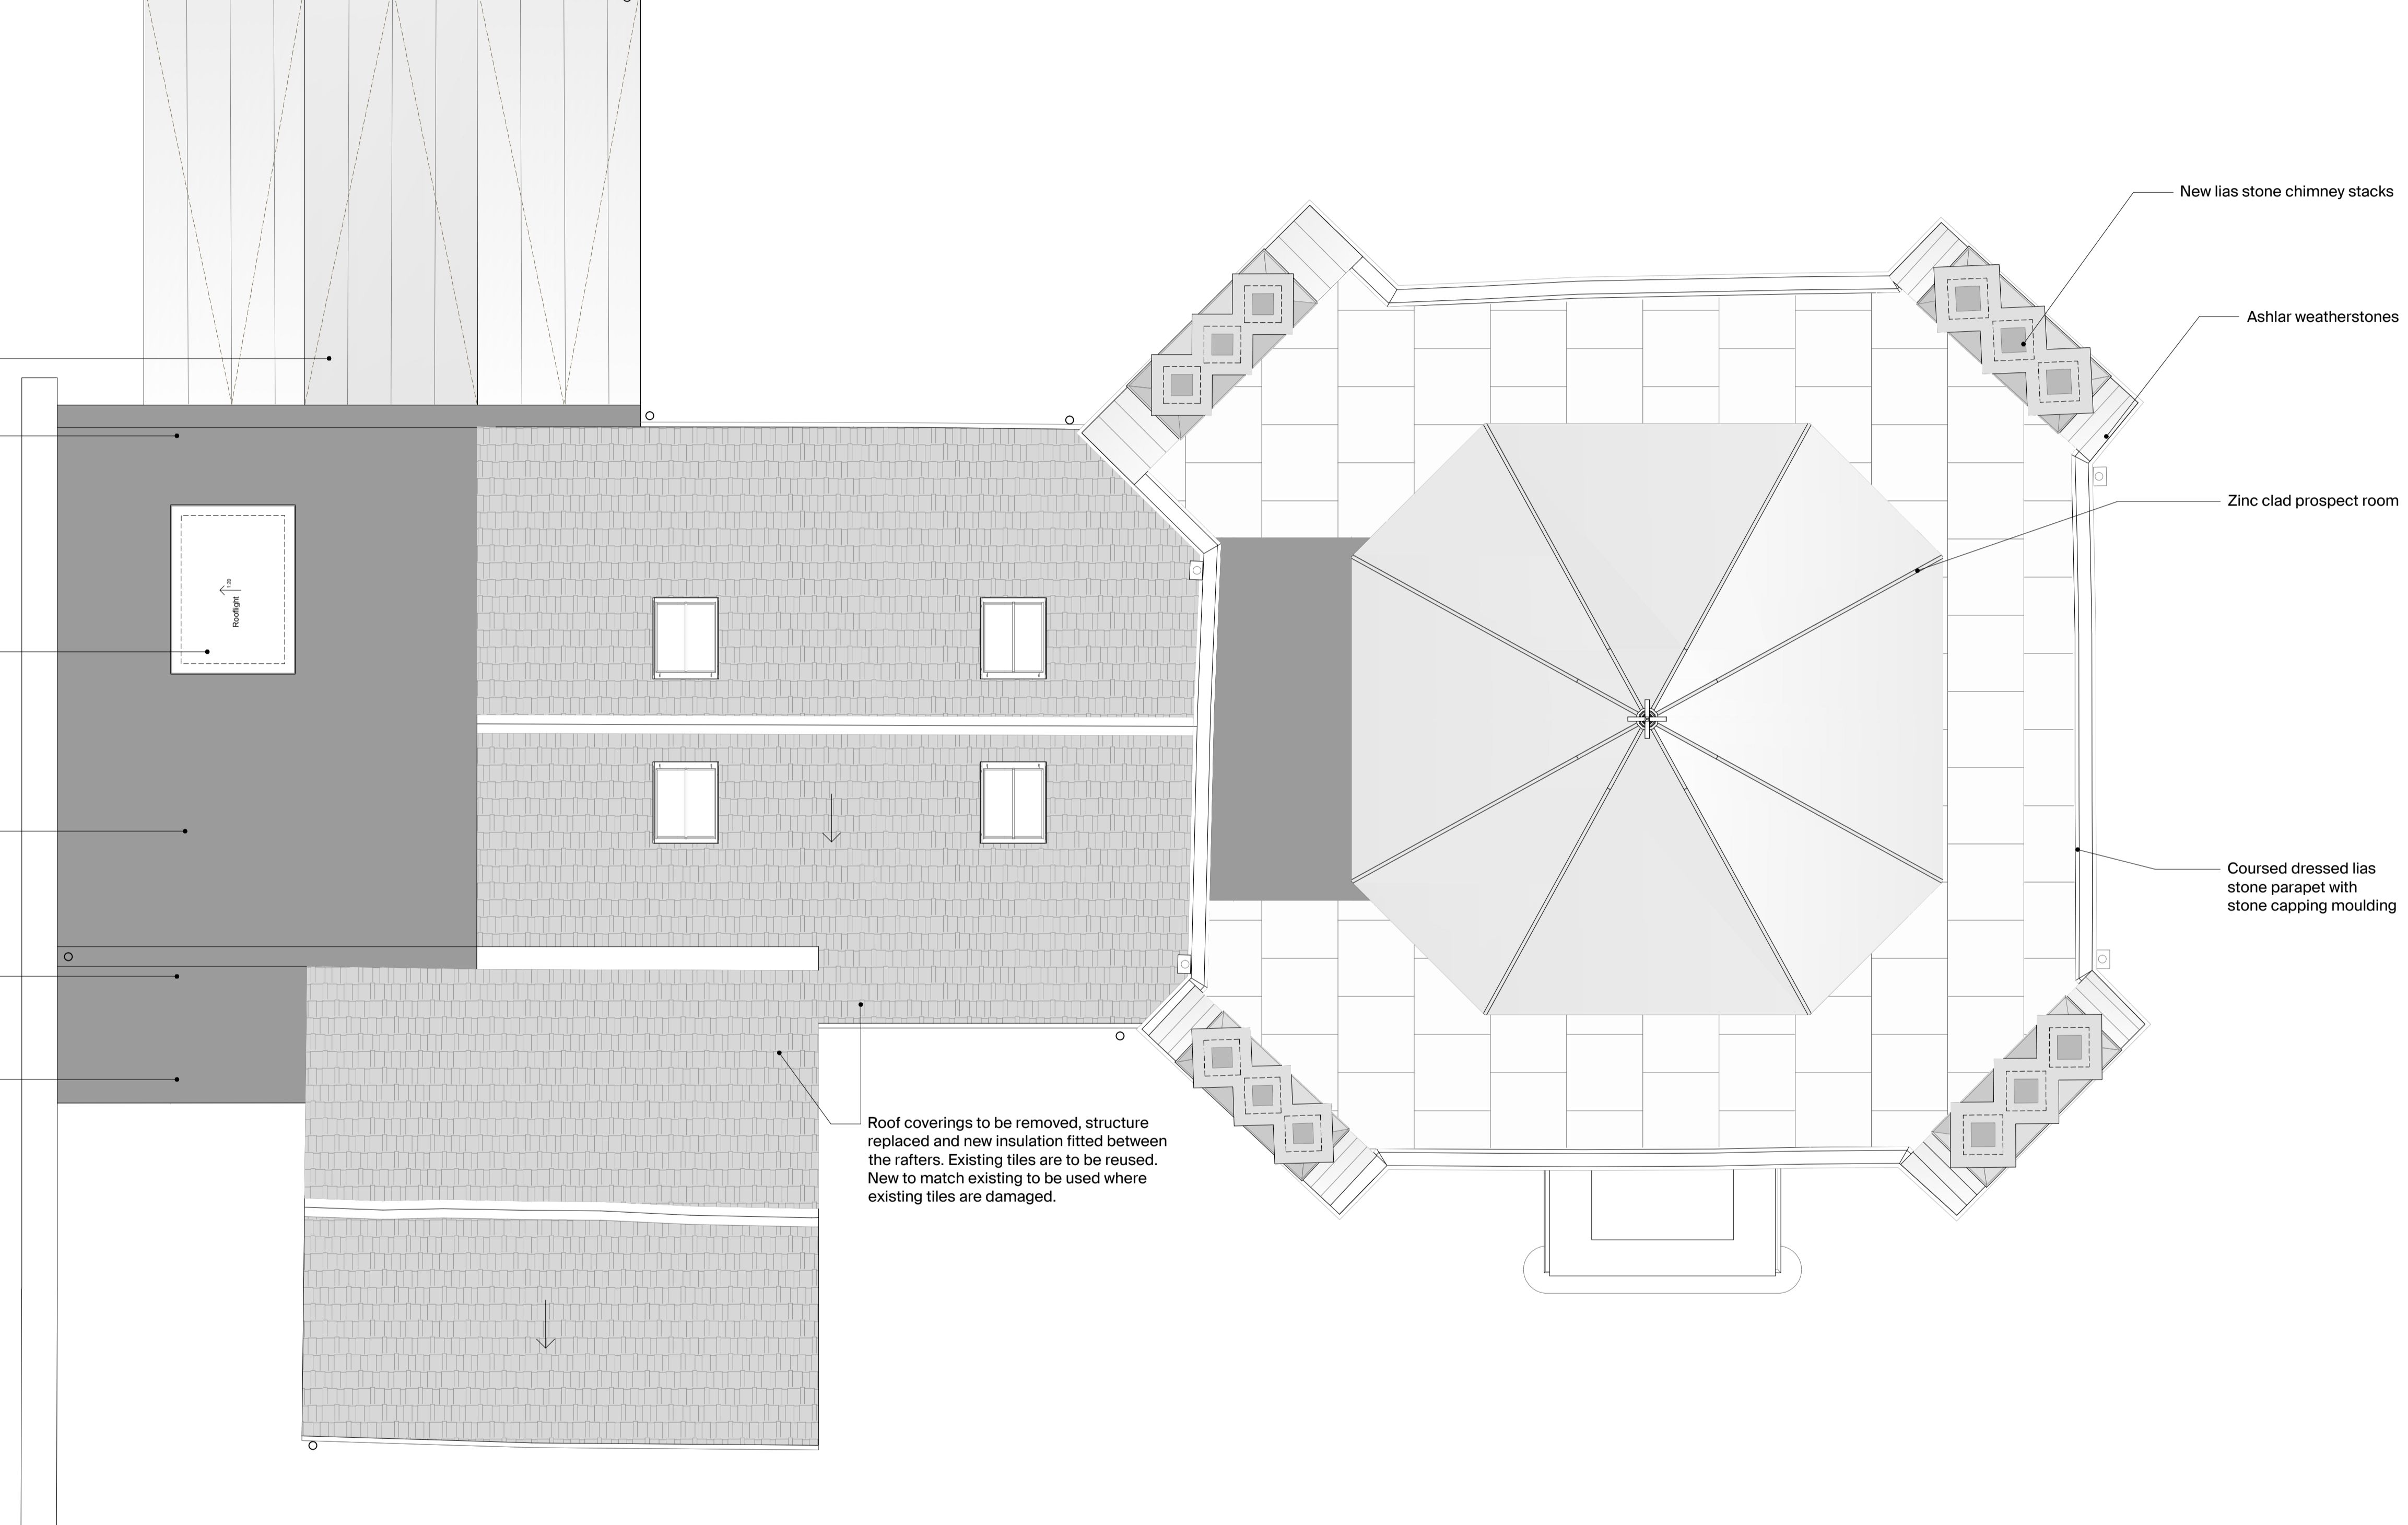 New lias stone chimney stacks
Ashlar weatherstones
Zinc clad prospect room
1:20
Rooflight
Coursed dressed lias
stone parapet with
stone capping moulding
Roof coverings to be removed, structure
replaced and new insulation fitted between
the rafters. Existing tiles are to be reused.
New to match existing to be used where
existing tiles are damaged.